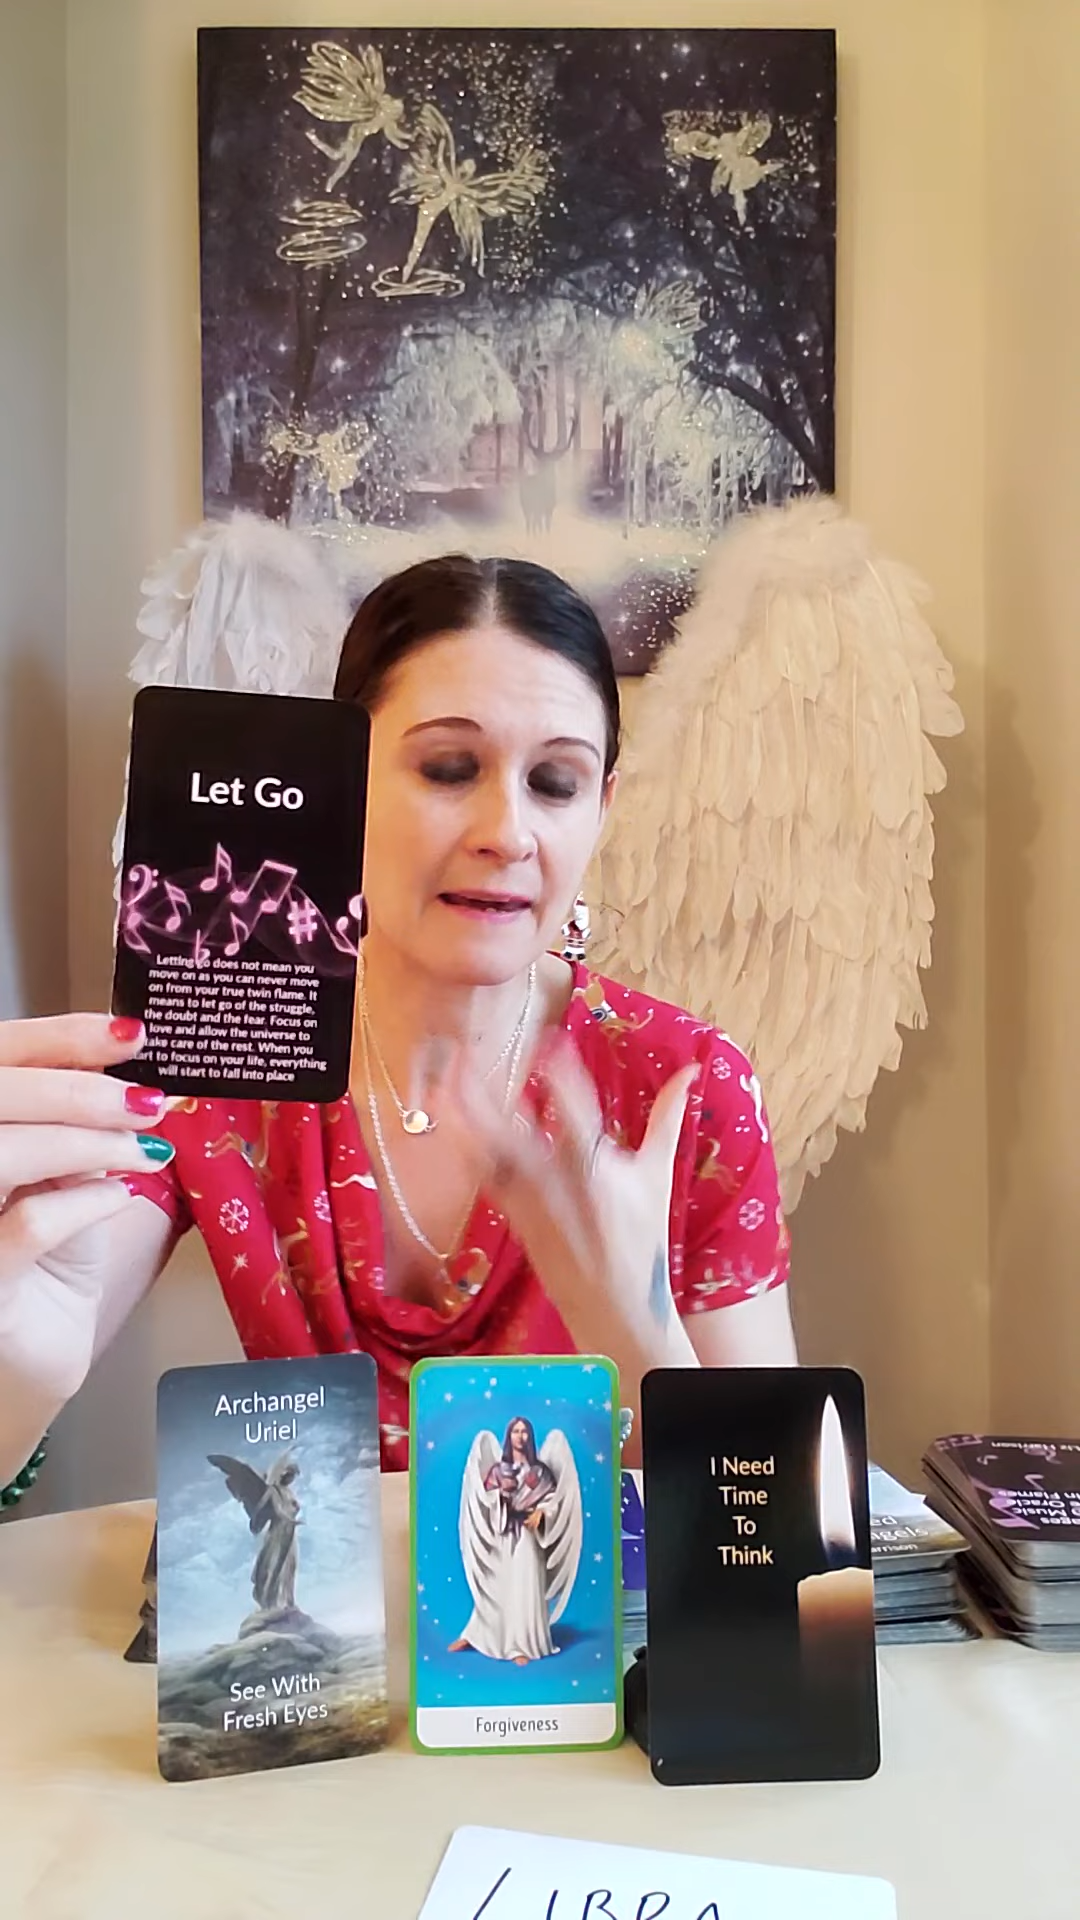 Let Go
Letting go does not mean you
move on as you can never move
on from your true twin flame. It
means to let go of the struggle,
the doubt and the fear. Focus on
love and allow the universe to
take care of the rest. When you
start to focus on your life, everything
will start to fall into place
Archangel
Uriel
See With
Fresh Eyes
Forgiveness
I Need
Time
To
Think
Liz Harrison
LIBRA